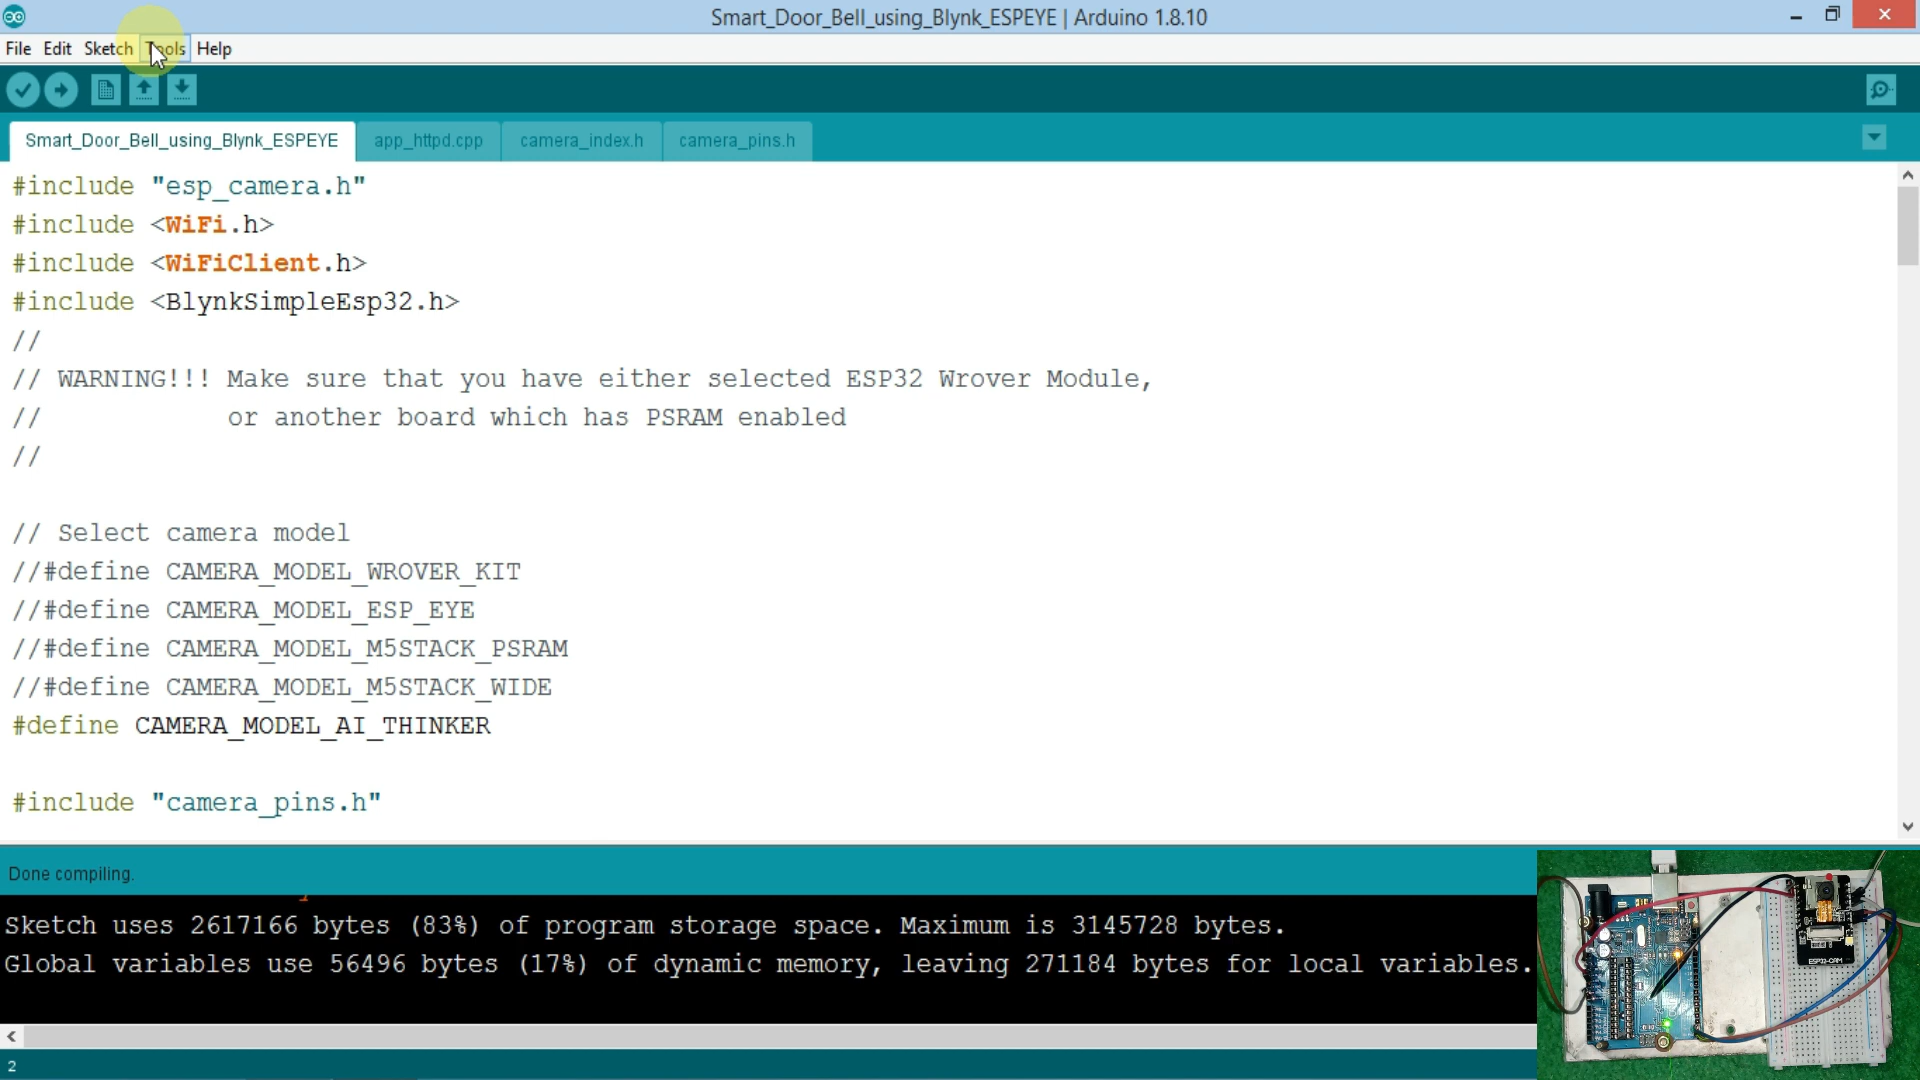 Smart_Door_Bell_using_Blynk_ESPEYE | Arduino 1.8.10
File Edit Sketch Tools Help
Smart_Door_Bell_using_Blynk_ESPEYE app_httpd.cpp camera_index.h camera_pins.h
#include "esp_camera.h"
#include <WiFi.h>
#include <WiFiClient.h>
#include <BlynkSimpleEsp32.h>
//
// WARNING!!! Make sure that you have either selected ESP32 Wrover Module,
// or another board which has PSRAM enabled
//
// Select camera model
//#define CAMERA_MODEL_WROVER_KIT
//#define CAMERA_MODEL_ESP_EYE
//#define CAMERA_MODEL_M5STACK_PSRAM
//#define CAMERA_MODEL_M5STACK_WIDE
#define CAMERA_MODEL_AI_THINKER
#include "camera_pins.h"
Done compiling.
Sketch uses 2617166 bytes (83%) of program storage space. Maximum is 3145728 bytes.
Global variables use 56496 bytes (17%) of dynamic memory, leaving 271184 bytes for local variables.
ESP32-CAM
2